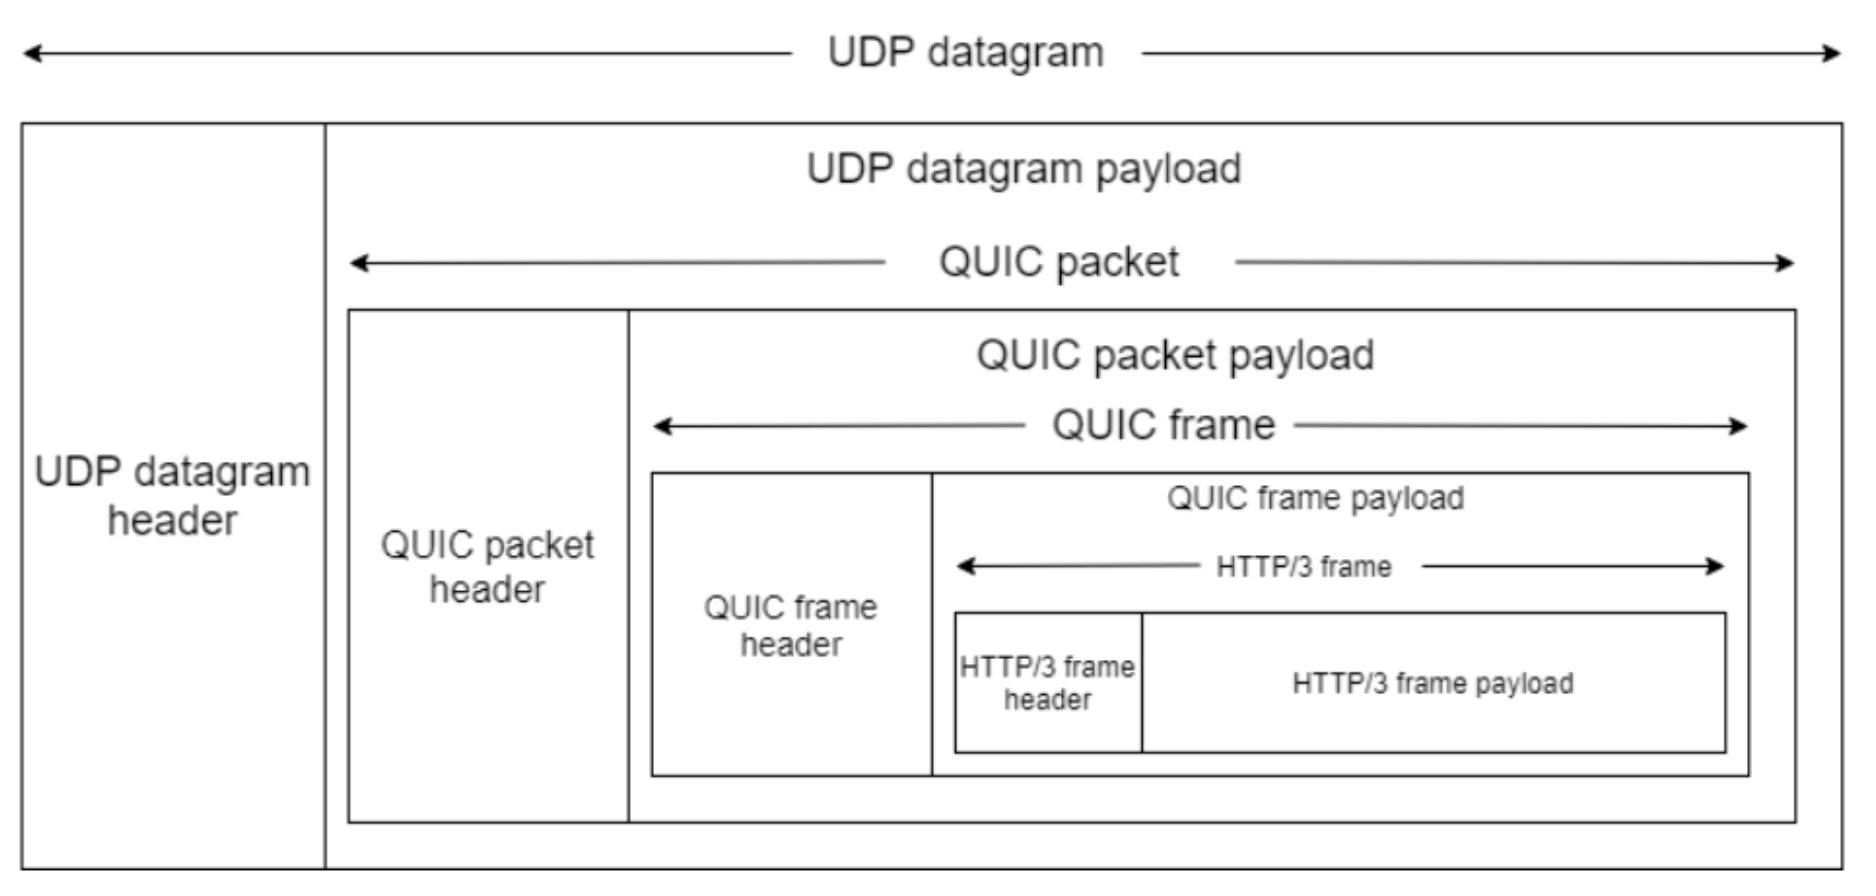 UDP datagram
UDP datagram payload
QUIC packet
QUIC packet payload
QUIC frame
UDP datagram
header
QUIC packet
header
QUIC frame payload
HTTP/3 frame
QUIC frame
header
HTTP/3 frame
header
HTTP/3 frame payload